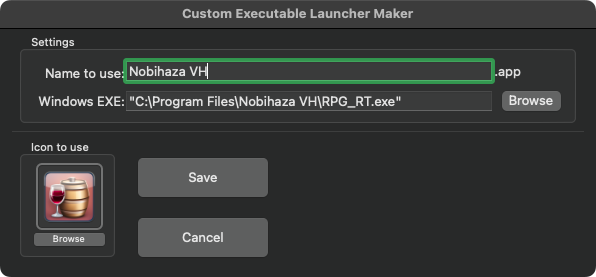 Custom Executable Launcher Maker
Settings
Name to use: Nobihaza VH .app
Windows EXE: "C:\Program Files\Nobihaza VH\RPG_RT.exe" Browse
Icon to use
Browse
Save
Cancel